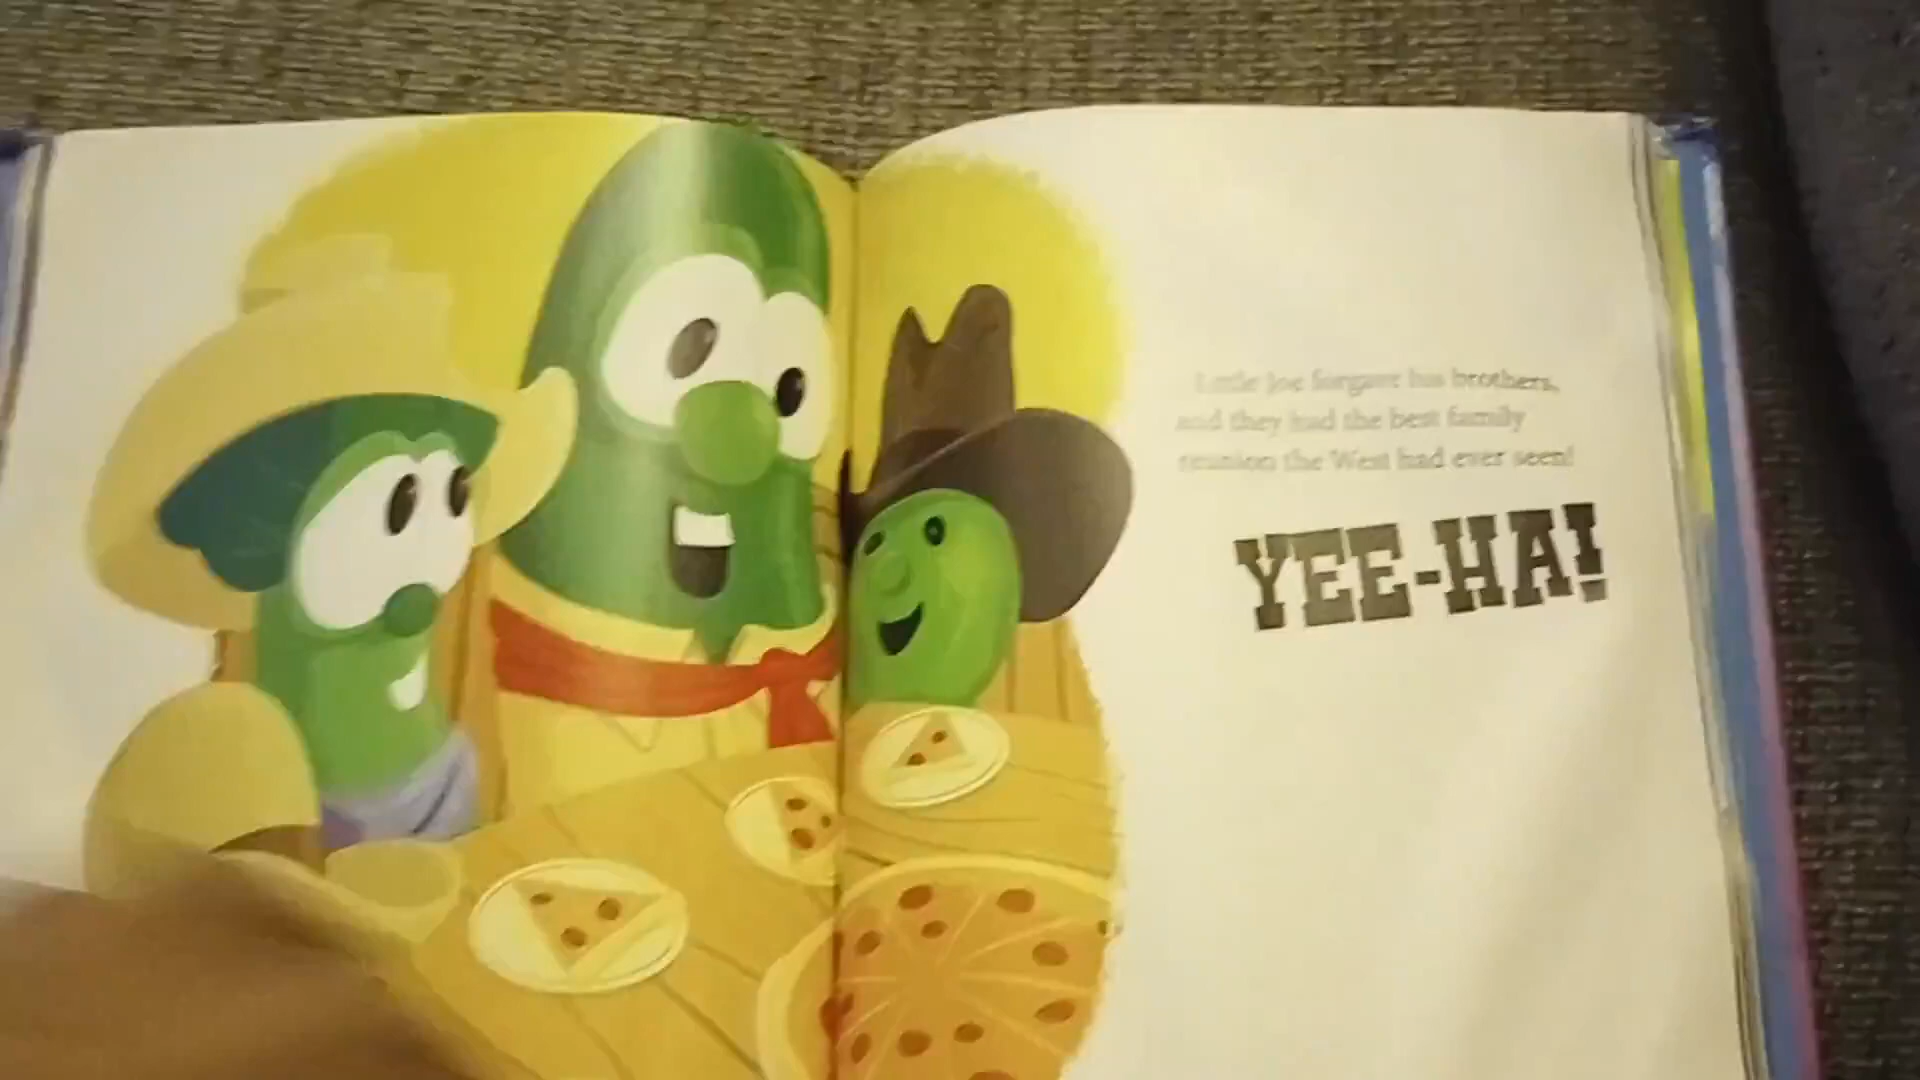 Little Joe forgave his brothers,
and they had the best family
reunion the West had ever seen!
YEE-HA!